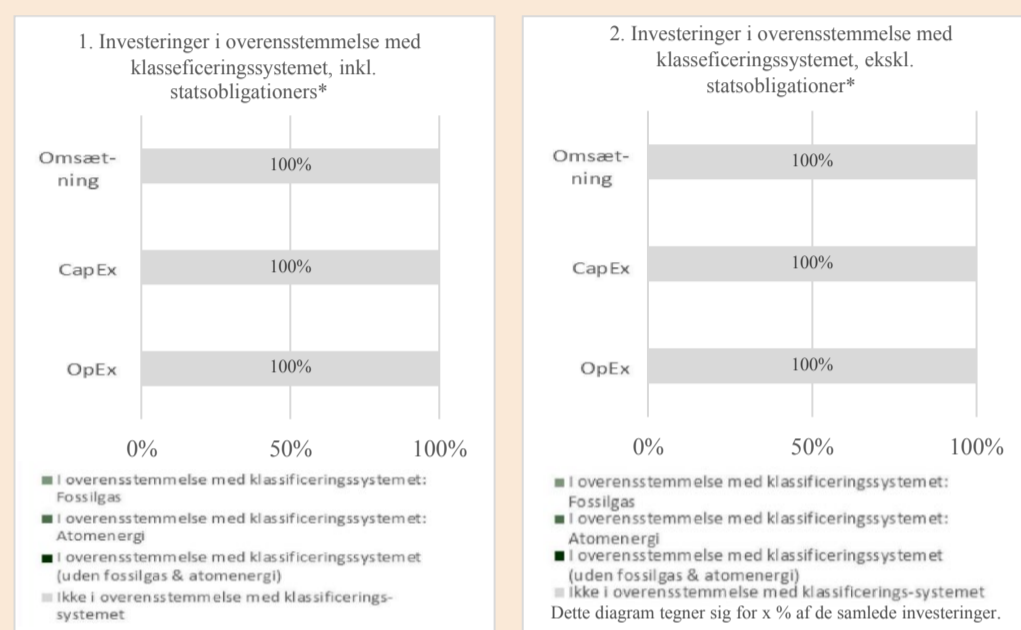 1. Investeringer i overensstemmelse med
klasseficeringssystemet, inkl.
statsobligationers*
Omsæt-
ning
100%
CapEx
100%
OpEx
100%
0% 50% 100%
I overensstemmelse med klassificeringssystemet:
Fossilgas
I overensstemmelse med klassificeringssystemet:
Atomenergi
I overensstemmelse med klassificeringssystemet
(uden fossilgas & atomenergi)
Ikke i overensstemmelse med klassificerings-
systemet
2. Investeringer i overensstemmelse med
klasseficeringssystemet, ekskl.
statsobligationer*
Omsæt-
ning
100%
CapEx
100%
OpEx
100%
0% 50% 100%
I overensstemmelse med klassificeringssystemet:
Fossilgas
I overensstemmelse med klassificeringssystemet:
Atomenergi
I overensstemmelse med klassificeringssystemet
(uden fossilgas & atomenergi)
Ikke i overensstemmelse med klassificerings-systemet
Dette diagram tegner sig for x % af de samlede investeringer.